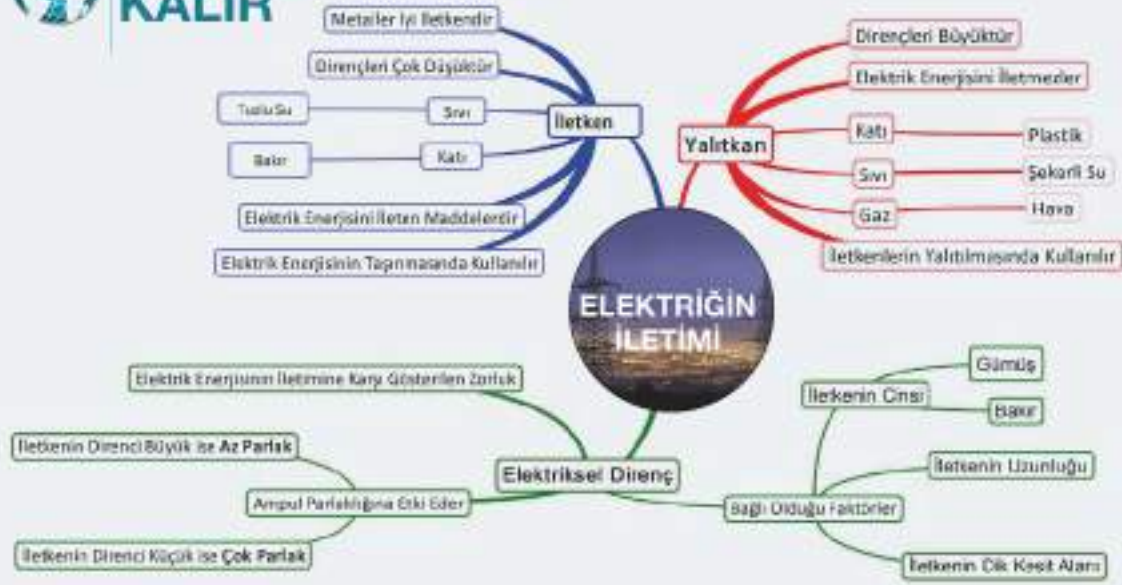 KALIR
Metaller İyi İletkendir
Dirençleri Çok Düşüktür
Tuzlu Su
Sıvı
Bakır
Katı
Elektrik Enerjisini İleten Maddelerdir
Elektrik Enerjisinin Taşınmasında Kullanılır
İletken
Yalıtkan
Dirençleri Büyüktür
Elektrik Enerjisini İletmezler
Katı
Plastik
Sıvı
Şekerli Su
Gaz
Hava
İletkenlerin Yalıtılmasında Kullanılır
ELEKTRİĞİN
İLETİMİ
Elektrik Enerjisinin İletimine Karşı Gösterilen Zorluk
İletkenin Direnci Büyük ise Az Parlak
Ampul Parlaklığına Etki Eder
İletkenin Direnci Küçük ise Çok Parlak
Elektriksel Direnç
Bağlı Olduğu Faktörler
İletkenin Cinsi
Gümüş
Bakır
İletkenin Uzunluğu
İletkenin Dik Kesit Alanı